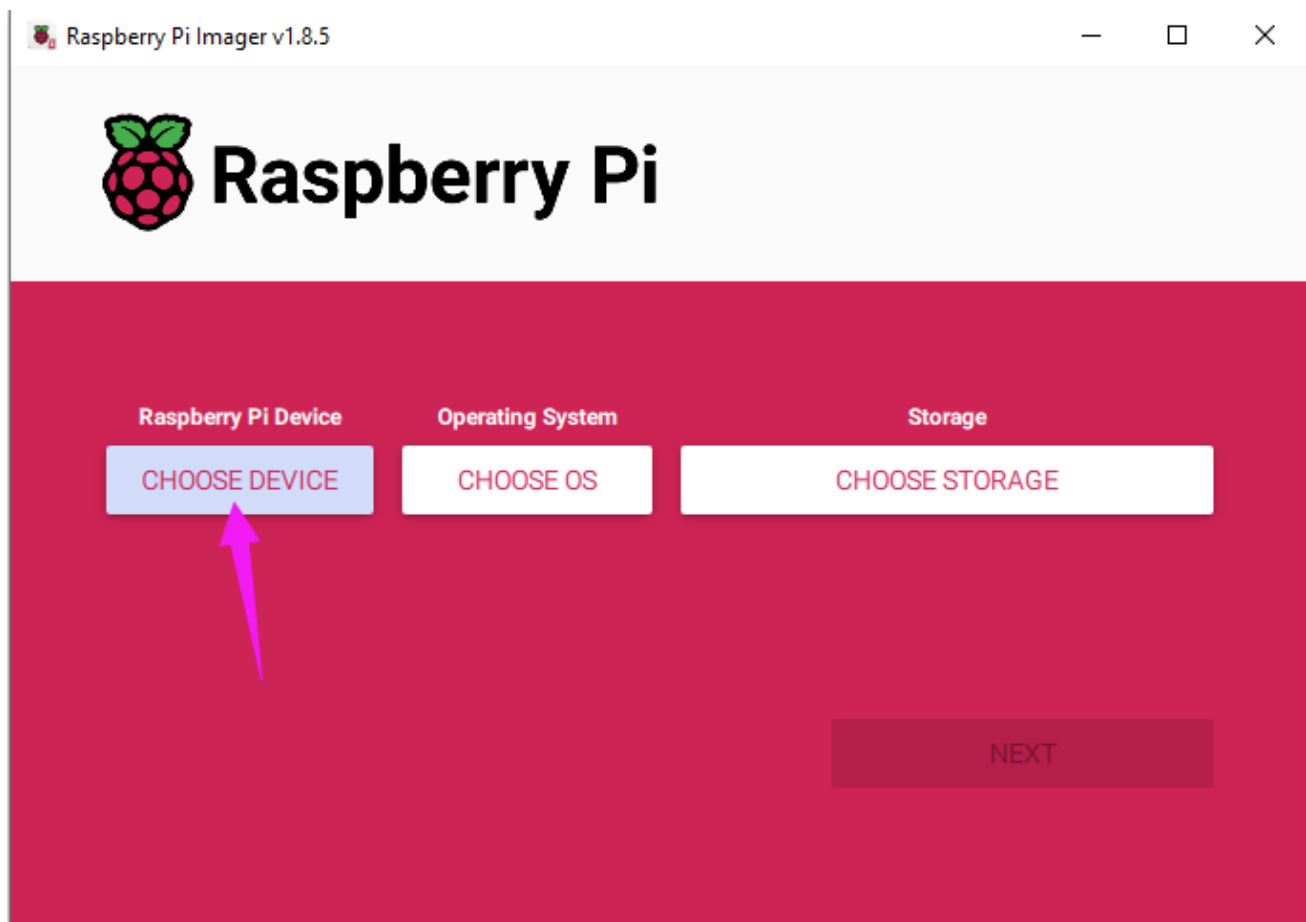 Raspberry Pi Imager v1.8.5
Raspberry Pi
Raspberry Pi Device
Operating System
Storage
CHOOSE DEVICE
CHOOSE OS
CHOOSE STORAGE
NEXT